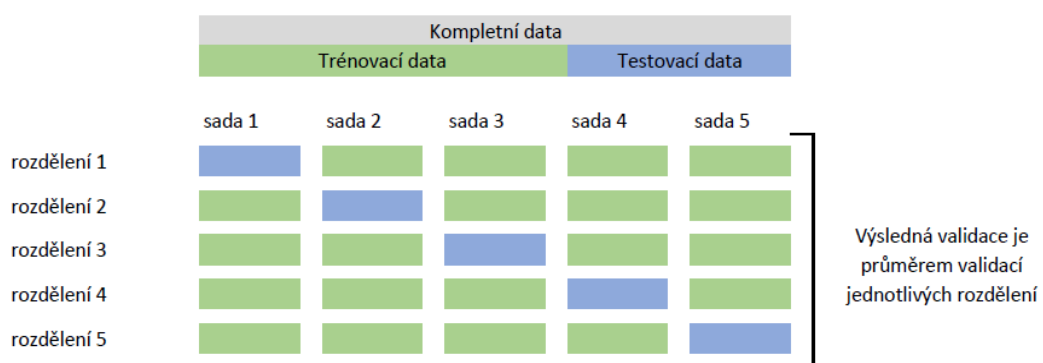 Kompletní data
Trénovací data
Testovací data
sada 1
sada 2
sada 3
sada 4
sada 5
rozdělení 1
rozdělení 2
rozdělení 3
rozdělení 4
rozdělení 5
Výsledná validace je
průměrem validací
jednotlivých rozdělení